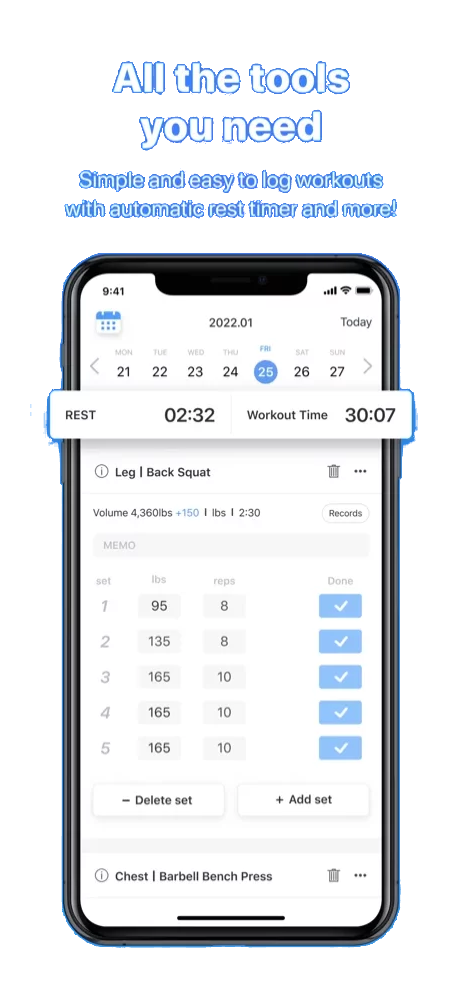 All the tools
you need
Simple and easy to log workouts
with automatic rest timer and more!
9:41
2022.01 Today
MON TUE WED THU FRI SAT SUN
21 22 23 24 25 26 27
REST 02:32 Workout Time 30:07
Leg | Back Squat
Volume 4,360lbs +150 | lbs | 2:30 Records
MEMO
set lbs reps Done
1 95 8
2 135 8
3 165 10
4 165 10
5 165 10
− Delete set + Add set
Chest | Barbell Bench Press